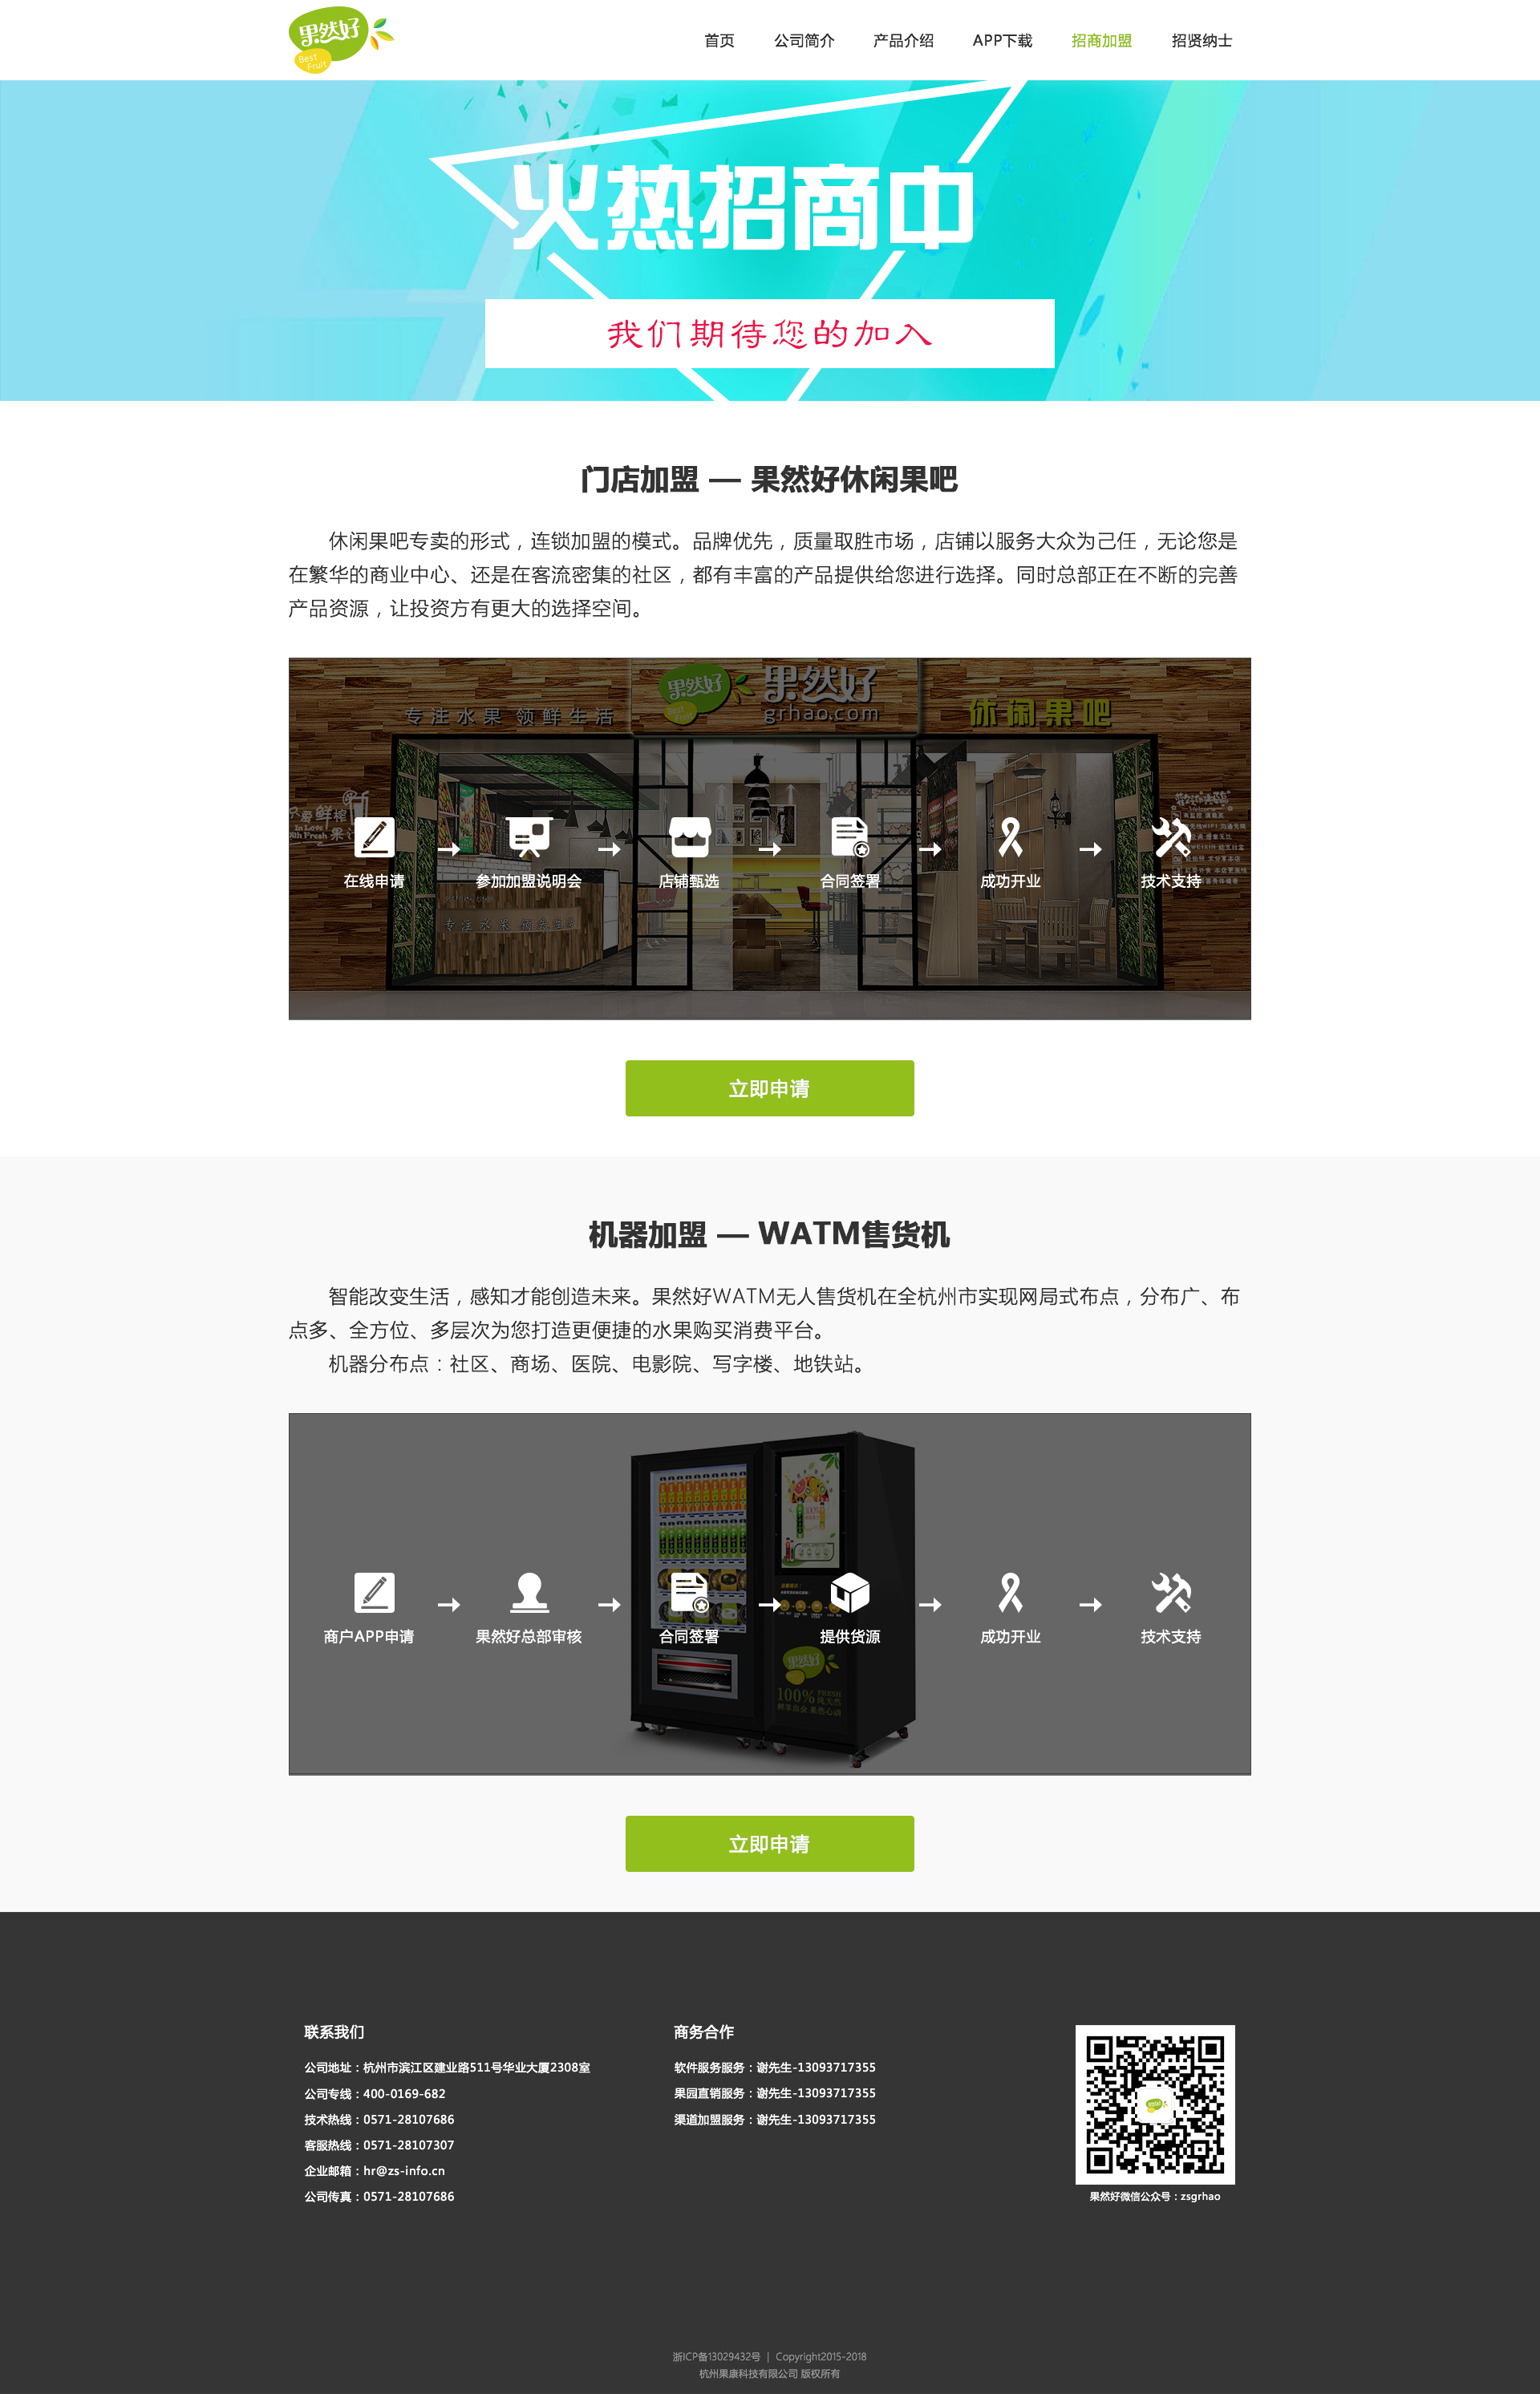 果然好
Best
Fruit
首页
公司简介
产品介绍
APP下载
招商加盟
招贤纳士
火热招商中
我们期待您的加入
门店加盟 — 果然好休闲果吧
休闲果吧专卖的形式，连锁加盟的模式。品牌优先，质量取胜市场，店铺以服务大众为己任，无论您是
在繁华的商业中心、还是在客流密集的社区，都有丰富的产品提供给您进行选择。同时总部正在不断的完善
产品资源，让投资方有更大的选择空间。
果然好
Best
Fruit
果然好
grhao.com
专注水果 领鲜生活
休闲果吧
在线申请
参加加盟说明会
店铺甄选
合同签署
成功开业
技术支持
立即申请
机器加盟 — WATM售货机
智能改变生活，感知才能创造未来。果然好WATM无人售货机在全杭州市实现网局式布点，分布广、布
点多、全方位、多层次为您打造更便捷的水果购买消费平台。
机器分布点：社区、商场、医院、电影院、写字楼、地铁站。
商户APP申请
果然好总部审核
合同签署
提供货源
成功开业
技术支持
果然好
100% FRESH 纯天然
立即申请
联系我们
公司地址：杭州市滨江区建业路511号华业大厦2308室
公司专线：400-0169-682
技术热线：0571-28107686
客服热线：0571-28107307
企业邮箱：hr@zs-info.cn
公司传真：0571-28107686
商务合作
软件服务服务：谢先生-13093717355
果园直销服务：谢先生-13093717355
渠道加盟服务：谢先生-13093717355
果然好微信公众号：zsgrhao
浙ICP备13029432号 | Copyright2015-2018
杭州果康科技有限公司 版权所有